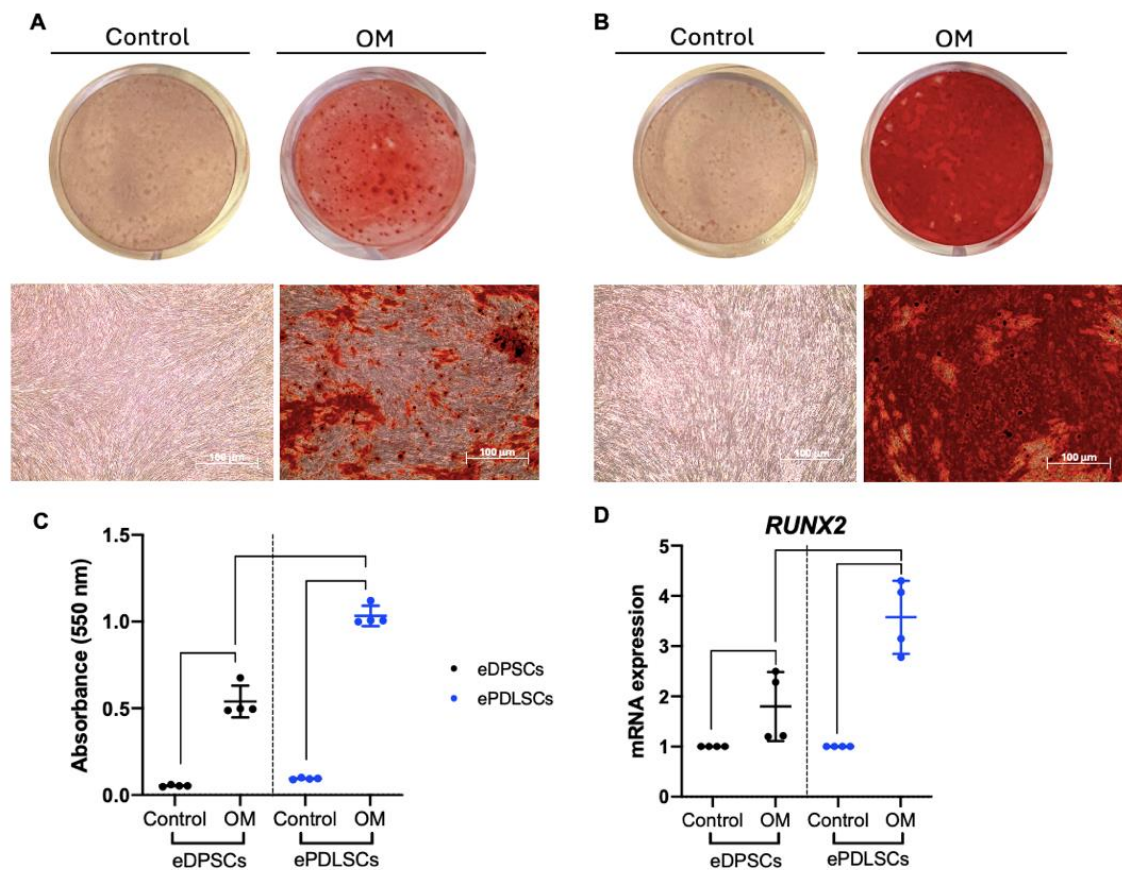 A
Control OM
B
Control OM
100 µm
100 µm
100 µm
100 µm
C
Absorbance (550 nm)
1.5
1.0
0.5
0.0
Control OM Control OM
eDPSCs ePDLSCs
eDPSCs
ePDLSCs
D
RUNX2
mRNA expression
5
4
3
2
1
0
Control OM Control OM
eDPSCs ePDLSCs